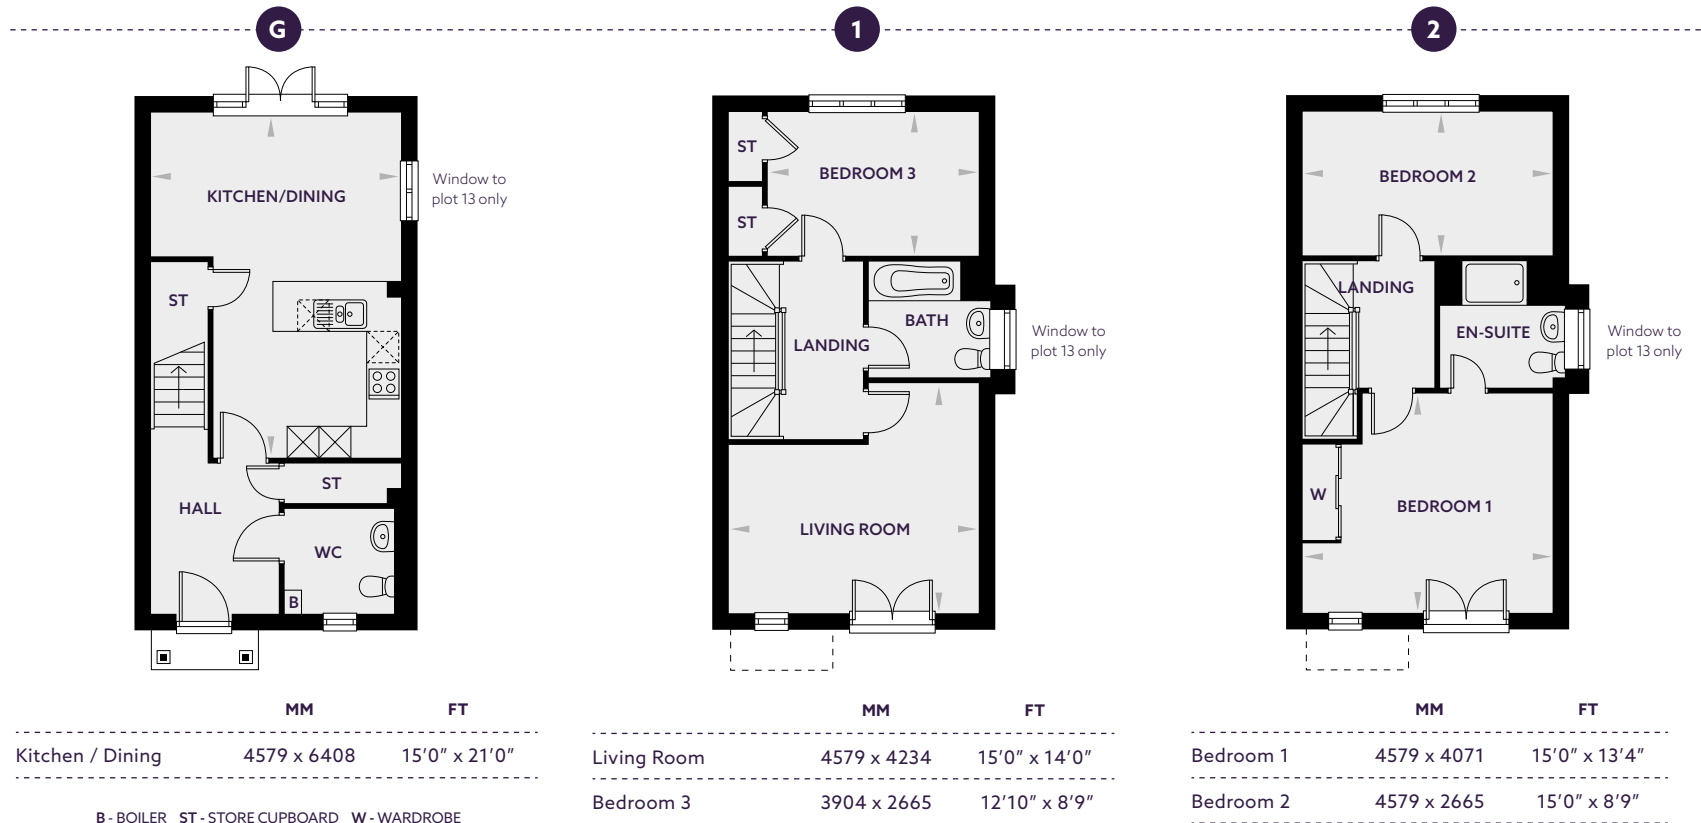 G
KITCHEN/DINING
Window to
plot 13 only
ST
ST
HALL
WC
B
MM FT
Kitchen / Dining 4579 x 6408 15’0” x 21’0”
B - BOILER ST - STORE CUPBOARD W - WARDROBE
1
ST
BEDROOM 3
ST
BATH
LANDING
Window to
plot 13 only
LIVING ROOM
MM FT
Living Room 4579 x 4234 15’0” x 14’0”
Bedroom 3 3904 x 2665 12’10” x 8’9”
2
BEDROOM 2
LANDING
EN-SUITE
Window to
plot 13 only
W
BEDROOM 1
MM FT
Bedroom 1 4579 x 4071 15’0” x 13’4”
Bedroom 2 4579 x 2665 15’0” x 8’9”